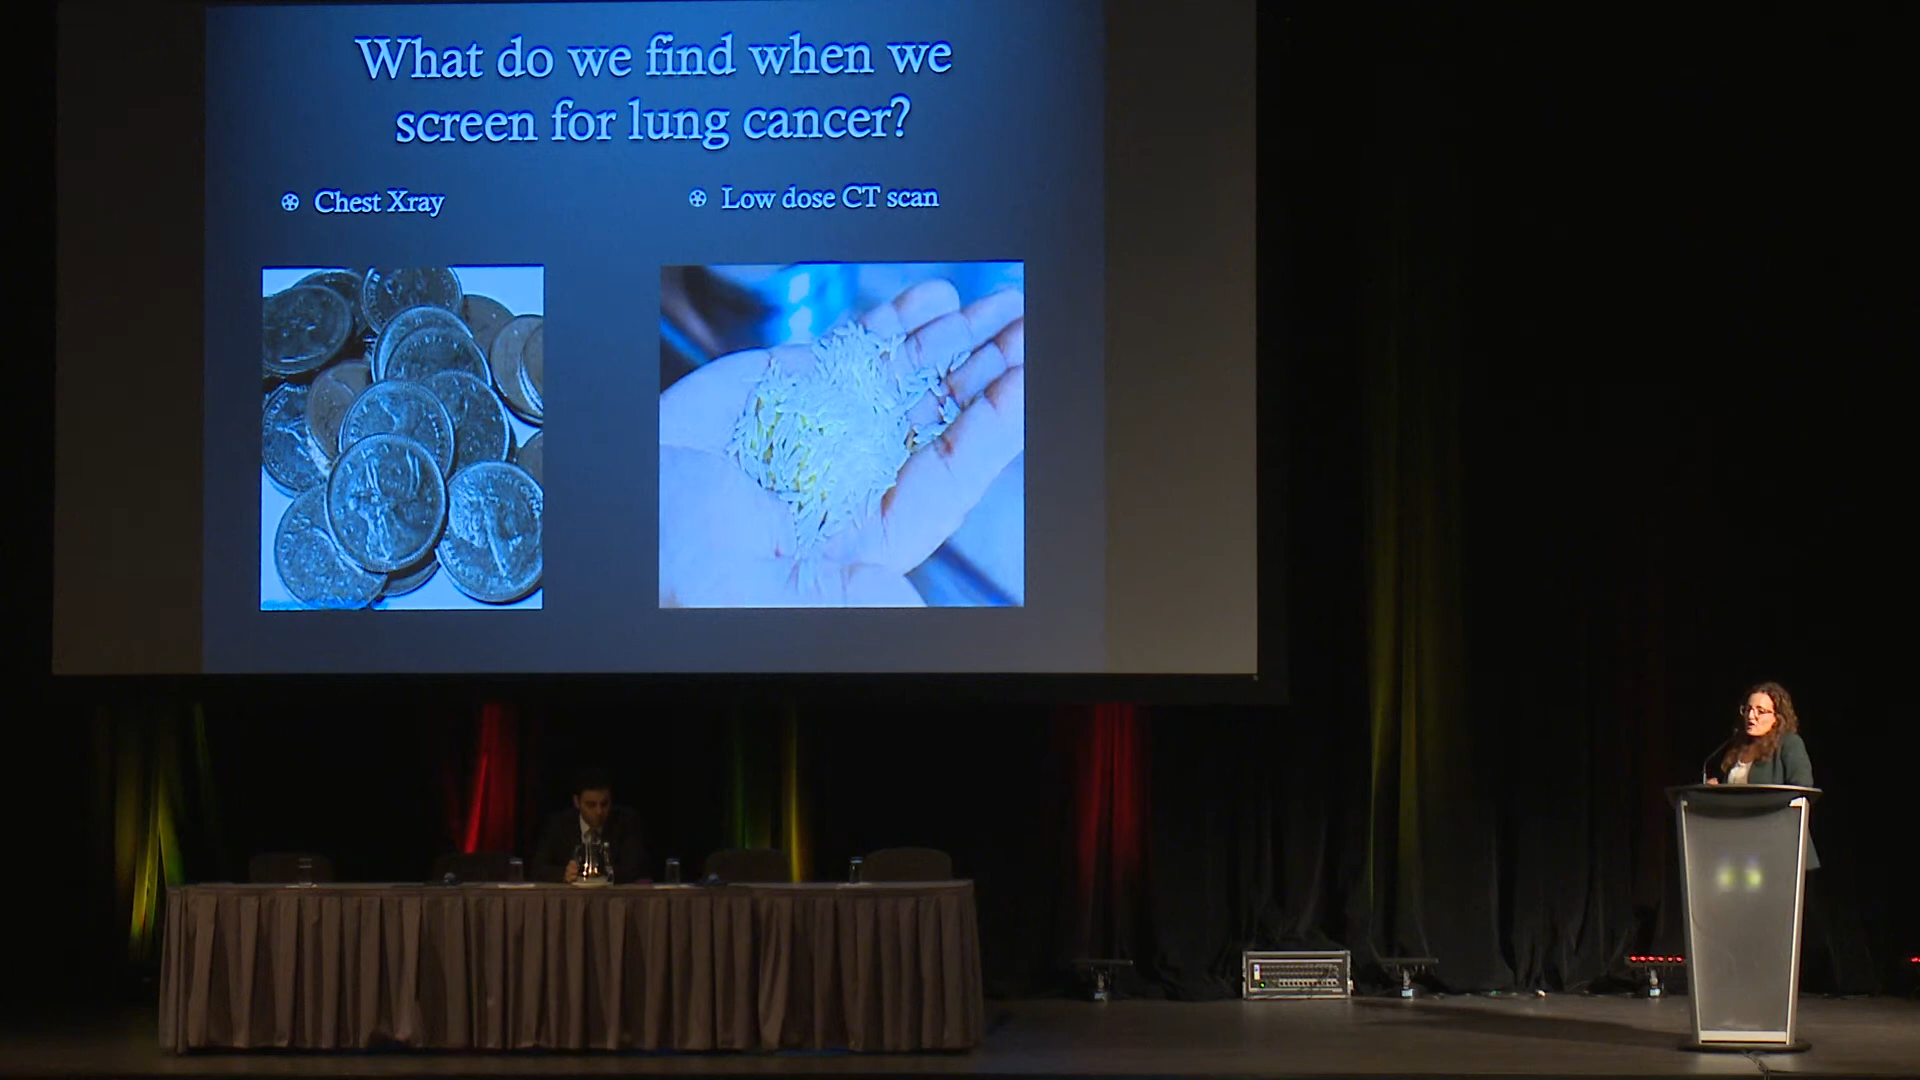 What do we find when we
screen for lung cancer?
Chest Xray
Low dose CT scan